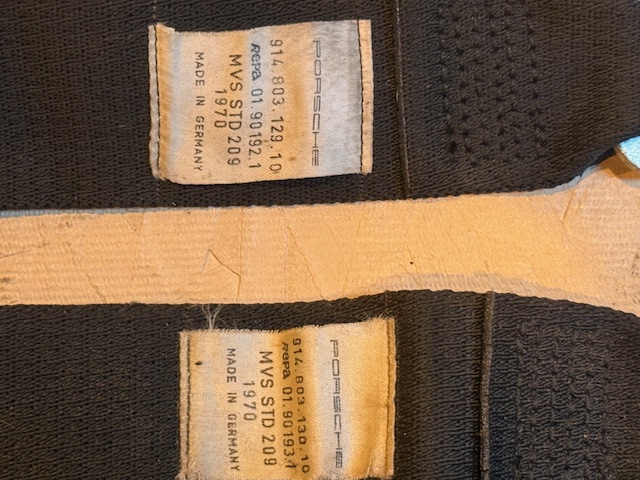 PORSCHE
914.803.129.10
Repa 01.90192.1
MVS STD 209
1970
MADE IN GERMANY
PORSCHE
914.803.130.10
Repa 01.90193.1
MVS STD 209
1970
MADE IN GERMANY